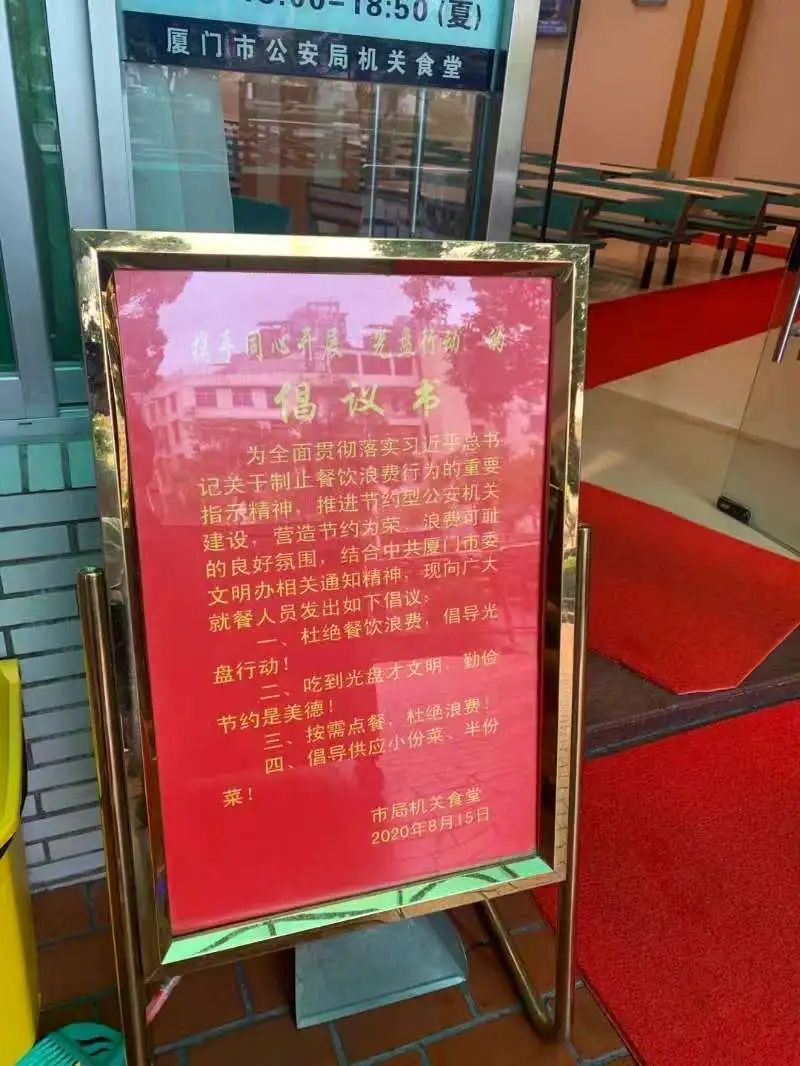 :00-18:50(夏)
厦门市公安局机关食堂
携手同心开展“光盘行动”的
倡议书
为全面贯彻落实习近平总书
记关于制止餐饮浪费行为的重要
指示精神，推进节约型公安机关
建设，营造节约为荣、浪费可耻
的良好氛围，结合中共厦门市委
文明办相关通知精神，现向广大
就餐人员发出如下倡议：
一、杜绝餐饮浪费，倡导光
盘行动！
二、吃到光盘才文明，勤俭
节约是美德！
三、按需点餐，杜绝浪费！
四、倡导供应小份菜、半份
菜！
市局机关食堂
2020年8月15日